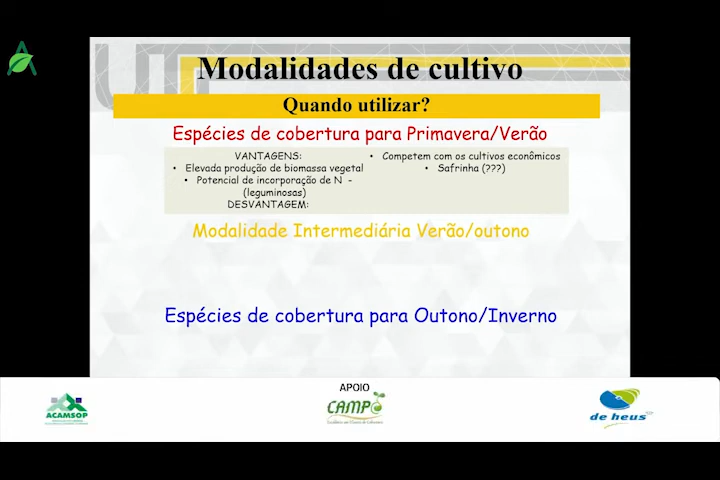 Modalidades de cultivo
Quando utilizar?
Espécies de cobertura para Primavera/Verão
VANTAGENS:
• Elevada produção de biomassa vegetal
• Potencial de incorporação de N -
(leguminosas)
DESVANTAGEM:
• Competem com os cultivos econômicos
• Safrinha (???)
Modalidade Intermediária Verão/outono
Espécies de cobertura para Outono/Inverno
APOIO
ACAMSOP
CAMPO
de heus